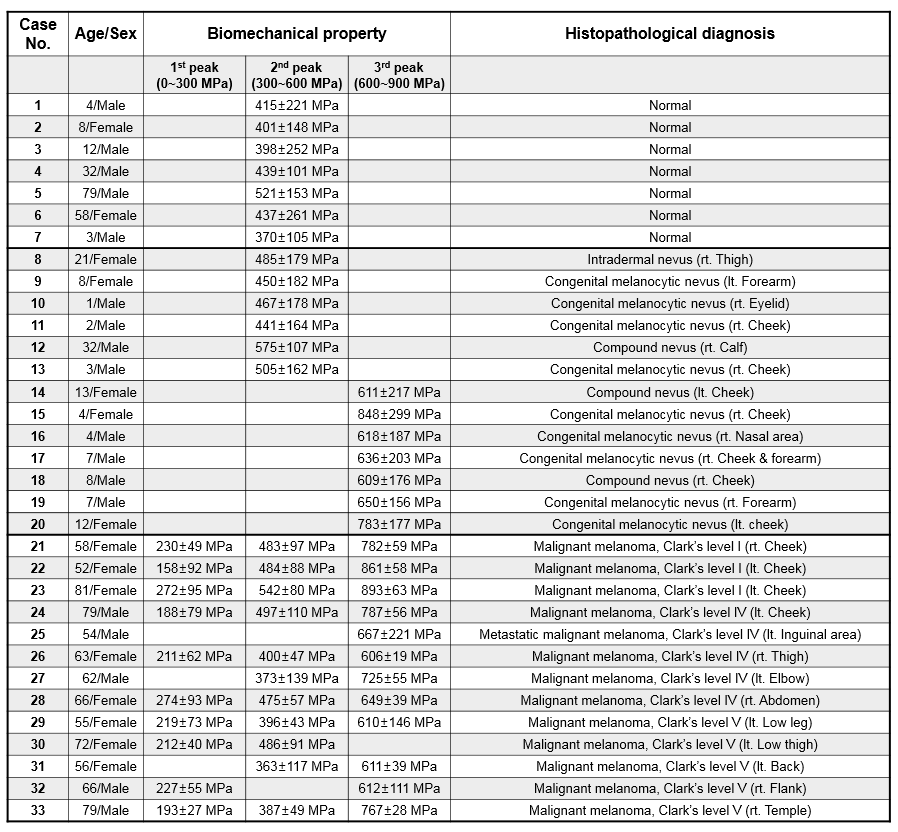 Case No. Age/Sex Biomechanical property Histopathological diagnosis
1st peak (0~300 MPa) 2nd peak (300~600 MPa) 3rd peak (600~900 MPa)
1 4/Male 415±221 MPa Normal
2 8/Female 401±148 MPa Normal
3 12/Male 398±252 MPa Normal
4 32/Male 439±101 MPa Normal
5 79/Male 521±153 MPa Normal
6 58/Female 437±261 MPa Normal
7 3/Male 370±105 MPa Normal
8 21/Female 485±179 MPa Intradermal nevus (rt. Thigh)
9 8/Female 450±182 MPa Congenital melanocytic nevus (lt. Forearm)
10 1/Male 467±178 MPa Congenital melanocytic nevus (rt. Eyelid)
11 2/Male 441±164 MPa Congenital melanocytic nevus (rt. Cheek)
12 32/Male 575±107 MPa Compound nevus (rt. Calf)
13 3/Male 505±162 MPa Congenital melanocytic nevus (rt. Cheek)
14 13/Female 611±217 MPa Compound nevus (lt. Cheek)
15 4/Female 848±299 MPa Congenital melanocytic nevus (rt. Cheek)
16 4/Male 618±187 MPa Congenital melanocytic nevus (rt. Nasal area)
17 7/Male 636±203 MPa Congenital melanocytic nevus (rt. Cheek & forearm)
18 8/Male 609±176 MPa Compound nevus (rt. Cheek)
19 7/Male 650±156 MPa Congenital melanocytic nevus (rt. Forearm)
20 12/Female 783±177 MPa Congenital melanocytic nevus (lt. cheek)
21 58/Female 230±49 MPa 483±97 MPa 782±59 MPa Malignant melanoma, Clark's level I (rt. Cheek)
22 52/Female 158±92 MPa 484±88 MPa 861±58 MPa Malignant melanoma, Clark's level I (lt. Cheek)
23 81/Female 272±95 MPa 542±80 MPa 893±63 MPa Malignant melanoma, Clark's level I (lt. Cheek)
24 79/Male 188±79 MPa 497±110 MPa 787±56 MPa Malignant melanoma, Clark's level IV (lt. Cheek)
25 54/Male 667±221 MPa Metastatic malignant melanoma, Clark's level IV (lt. Inguinal area)
26 63/Female 211±62 MPa 400±47 MPa 606±19 MPa Malignant melanoma, Clark's level IV (rt. Thigh)
27 62/Male 373±139 MPa 725±55 MPa Malignant melanoma, Clark's level IV (lt. Elbow)
28 66/Female 274±93 MPa 475±57 MPa 649±39 MPa Malignant melanoma, Clark's level IV (rt. Abdomen)
29 55/Female 219±73 MPa 396±43 MPa 610±146 MPa Malignant melanoma, Clark's level V (lt. Low leg)
30 72/Female 212±40 MPa 486±91 MPa Malignant melanoma, Clark's level V (lt. Low thigh)
31 56/Female 363±117 MPa 611±39 MPa Malignant melanoma, Clark's level V (lt. Back)
32 66/Male 227±55 MPa 612±111 MPa Malignant melanoma, Clark's level V (rt. Flank)
33 79/Male 193±27 MPa 387±49 MPa 767±28 MPa Malignant melanoma, Clark's level V (rt. Temple)